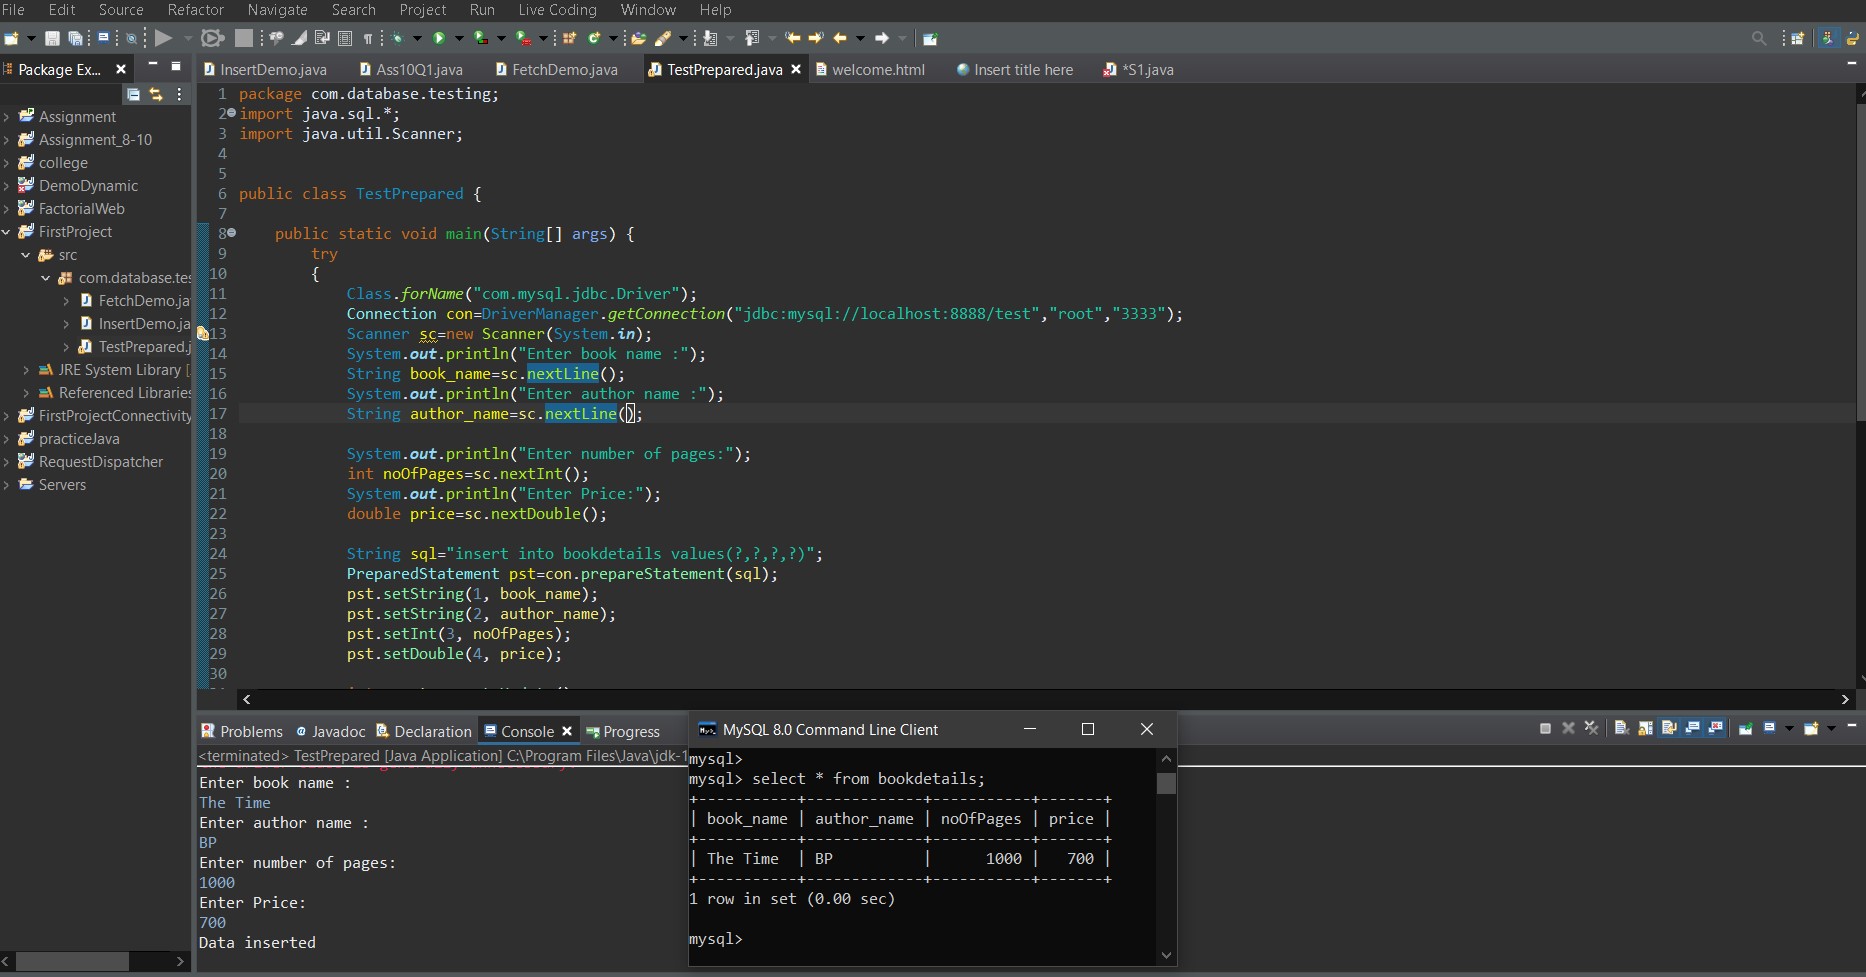 File Edit Source Refactor Navigate Search Project Run Live Coding Window Help
Package Ex...
InsertDemo.java Ass10Q1.java FetchDemo.java TestPrepared.java welcome.html Insert title here *S1.java
Assignment
Assignment_8-10
college
DemoDynamic
FactorialWeb
FirstProject
src
com.database.tes
FetchDemo.ja
InsertDemo.ja
TestPrepared.j
JRE System Library [
Referenced Libraries
FirstProjectConnectivity
practiceJava
RequestDispatcher
Servers
1 package com.database.testing;
2 import java.sql.*;
3 import java.util.Scanner;
4
5
6 public class TestPrepared {
7
8 public static void main(String[] args) {
9 try
10 {
11 Class.forName("com.mysql.jdbc.Driver");
12 Connection con=DriverManager.getConnection("jdbc:mysql://localhost:8888/test","root","3333");
13 Scanner sc=new Scanner(System.in);
14 System.out.println("Enter book name :");
15 String book_name=sc.nextLine();
16 System.out.println("Enter author name :");
17 String author_name=sc.nextLine();
18
19 System.out.println("Enter number of pages:");
20 int noOfPages=sc.nextInt();
21 System.out.println("Enter Price:");
22 double price=sc.nextDouble();
23
24 String sql="insert into bookdetails values(?,?,?,?)";
25 PreparedStatement pst=con.prepareStatement(sql);
26 pst.setString(1, book_name);
27 pst.setString(2, author_name);
28 pst.setInt(3, noOfPages);
29 pst.setDouble(4, price);
30
Problems Javadoc Declaration Console Progress
<terminated> TestPrepared [Java Application] C:\Program Files\Java\jdk-1
Enter book name :
The Time
Enter author name :
BP
Enter number of pages:
1000
Enter Price:
700
Data inserted
MySQL 8.0 Command Line Client
mysql>
mysql> select * from bookdetails;
+-----------+-------------+-----------+-------+
| book_name | author_name | noOfPages | price |
+-----------+-------------+-----------+-------+
| The Time | BP | 1000 | 700 |
+-----------+-------------+-----------+-------+
1 row in set (0.00 sec)
mysql>